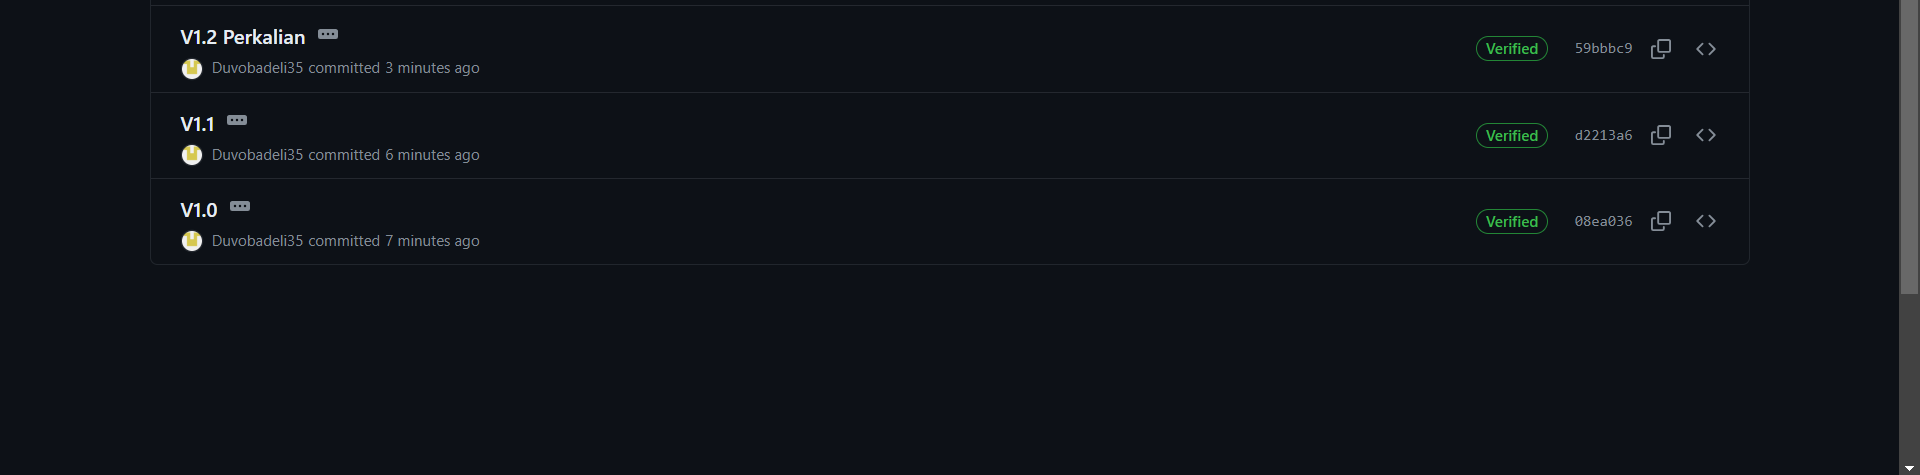 V1.2 Perkalian
Verified 59bbbc9
Duvobadeli35 committed 3 minutes ago
V1.1
Verified d2213a6
Duvobadeli35 committed 6 minutes ago
V1.0
Verified 08ea036
Duvobadeli35 committed 7 minutes ago